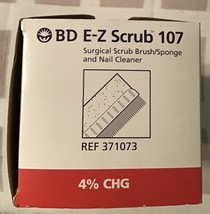 BD E-Z Scrub 107
Surgical Scrub Brush/Sponge
and Nail Cleaner
REF 371073
4% CHG